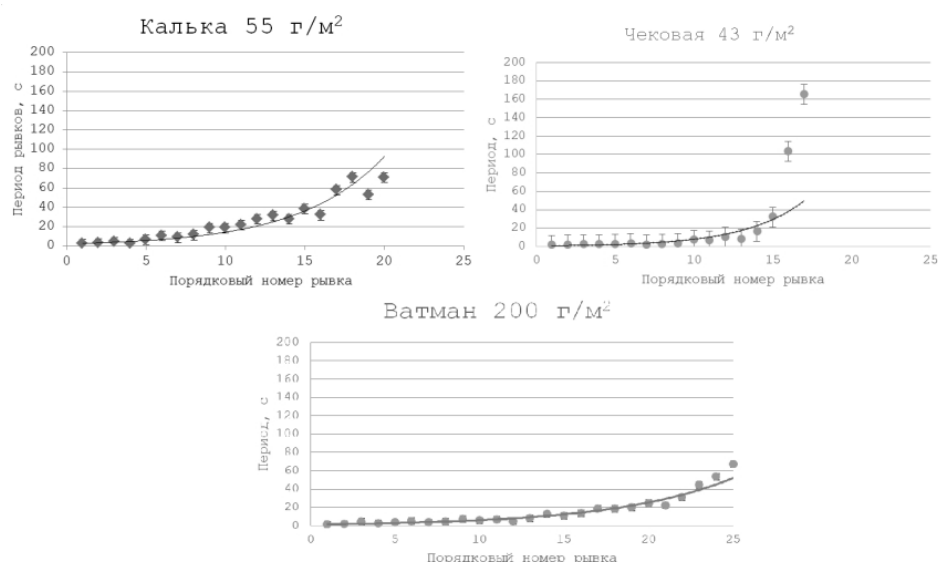 Калька 55 г/м²
200
180
160
140
120
100
80
60
40
20
0
Период рывков, с
0 5 10 15 20 25
Порядковый номер рывка
Чековая 43 г/м²
200
180
160
140
120
100
80
60
40
20
0
Период, с
0 5 10 15 20 25
Порядковый номер рывка
Ватман 200 г/м²
200
180
160
140
120
100
80
60
40
20
0
Период, с
0 5 10 15 20 25
Порядковый номер рывка